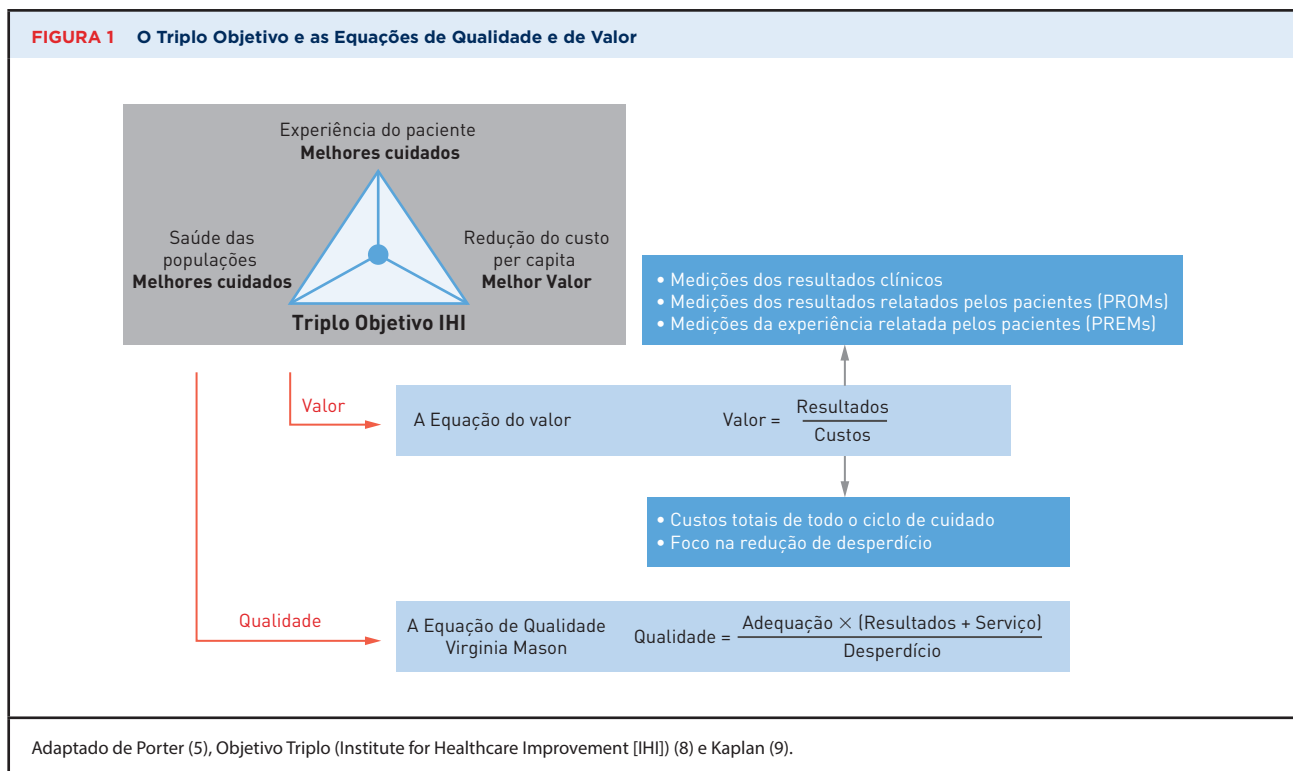 FIGURA 1 O Triplo Objetivo e as Equações de Qualidade e de Valor
Experiência do paciente
Melhores cuidados
Saúde das
populações
Melhores cuidados
Redução do custo
per capita
Melhor Valor
Triplo Objetivo IHI
• Medições dos resultados clínicos
• Medições dos resultados relatados pelos pacientes (PROMs)
• Medições da experiência relatada pelos pacientes (PREMs)
Valor
A Equação do valor
Valor =
Resultados
Custos
• Custos totais de todo o ciclo de cuidado
• Foco na redução de desperdício
Qualidade
A Equação de Qualidade
Virginia Mason
Qualidade =
Adequação × (Resultados + Serviço)
Desperdício
Adaptado de Porter (5), Objetivo Triplo (Institute for Healthcare Improvement [IHI]) (8) e Kaplan (9).